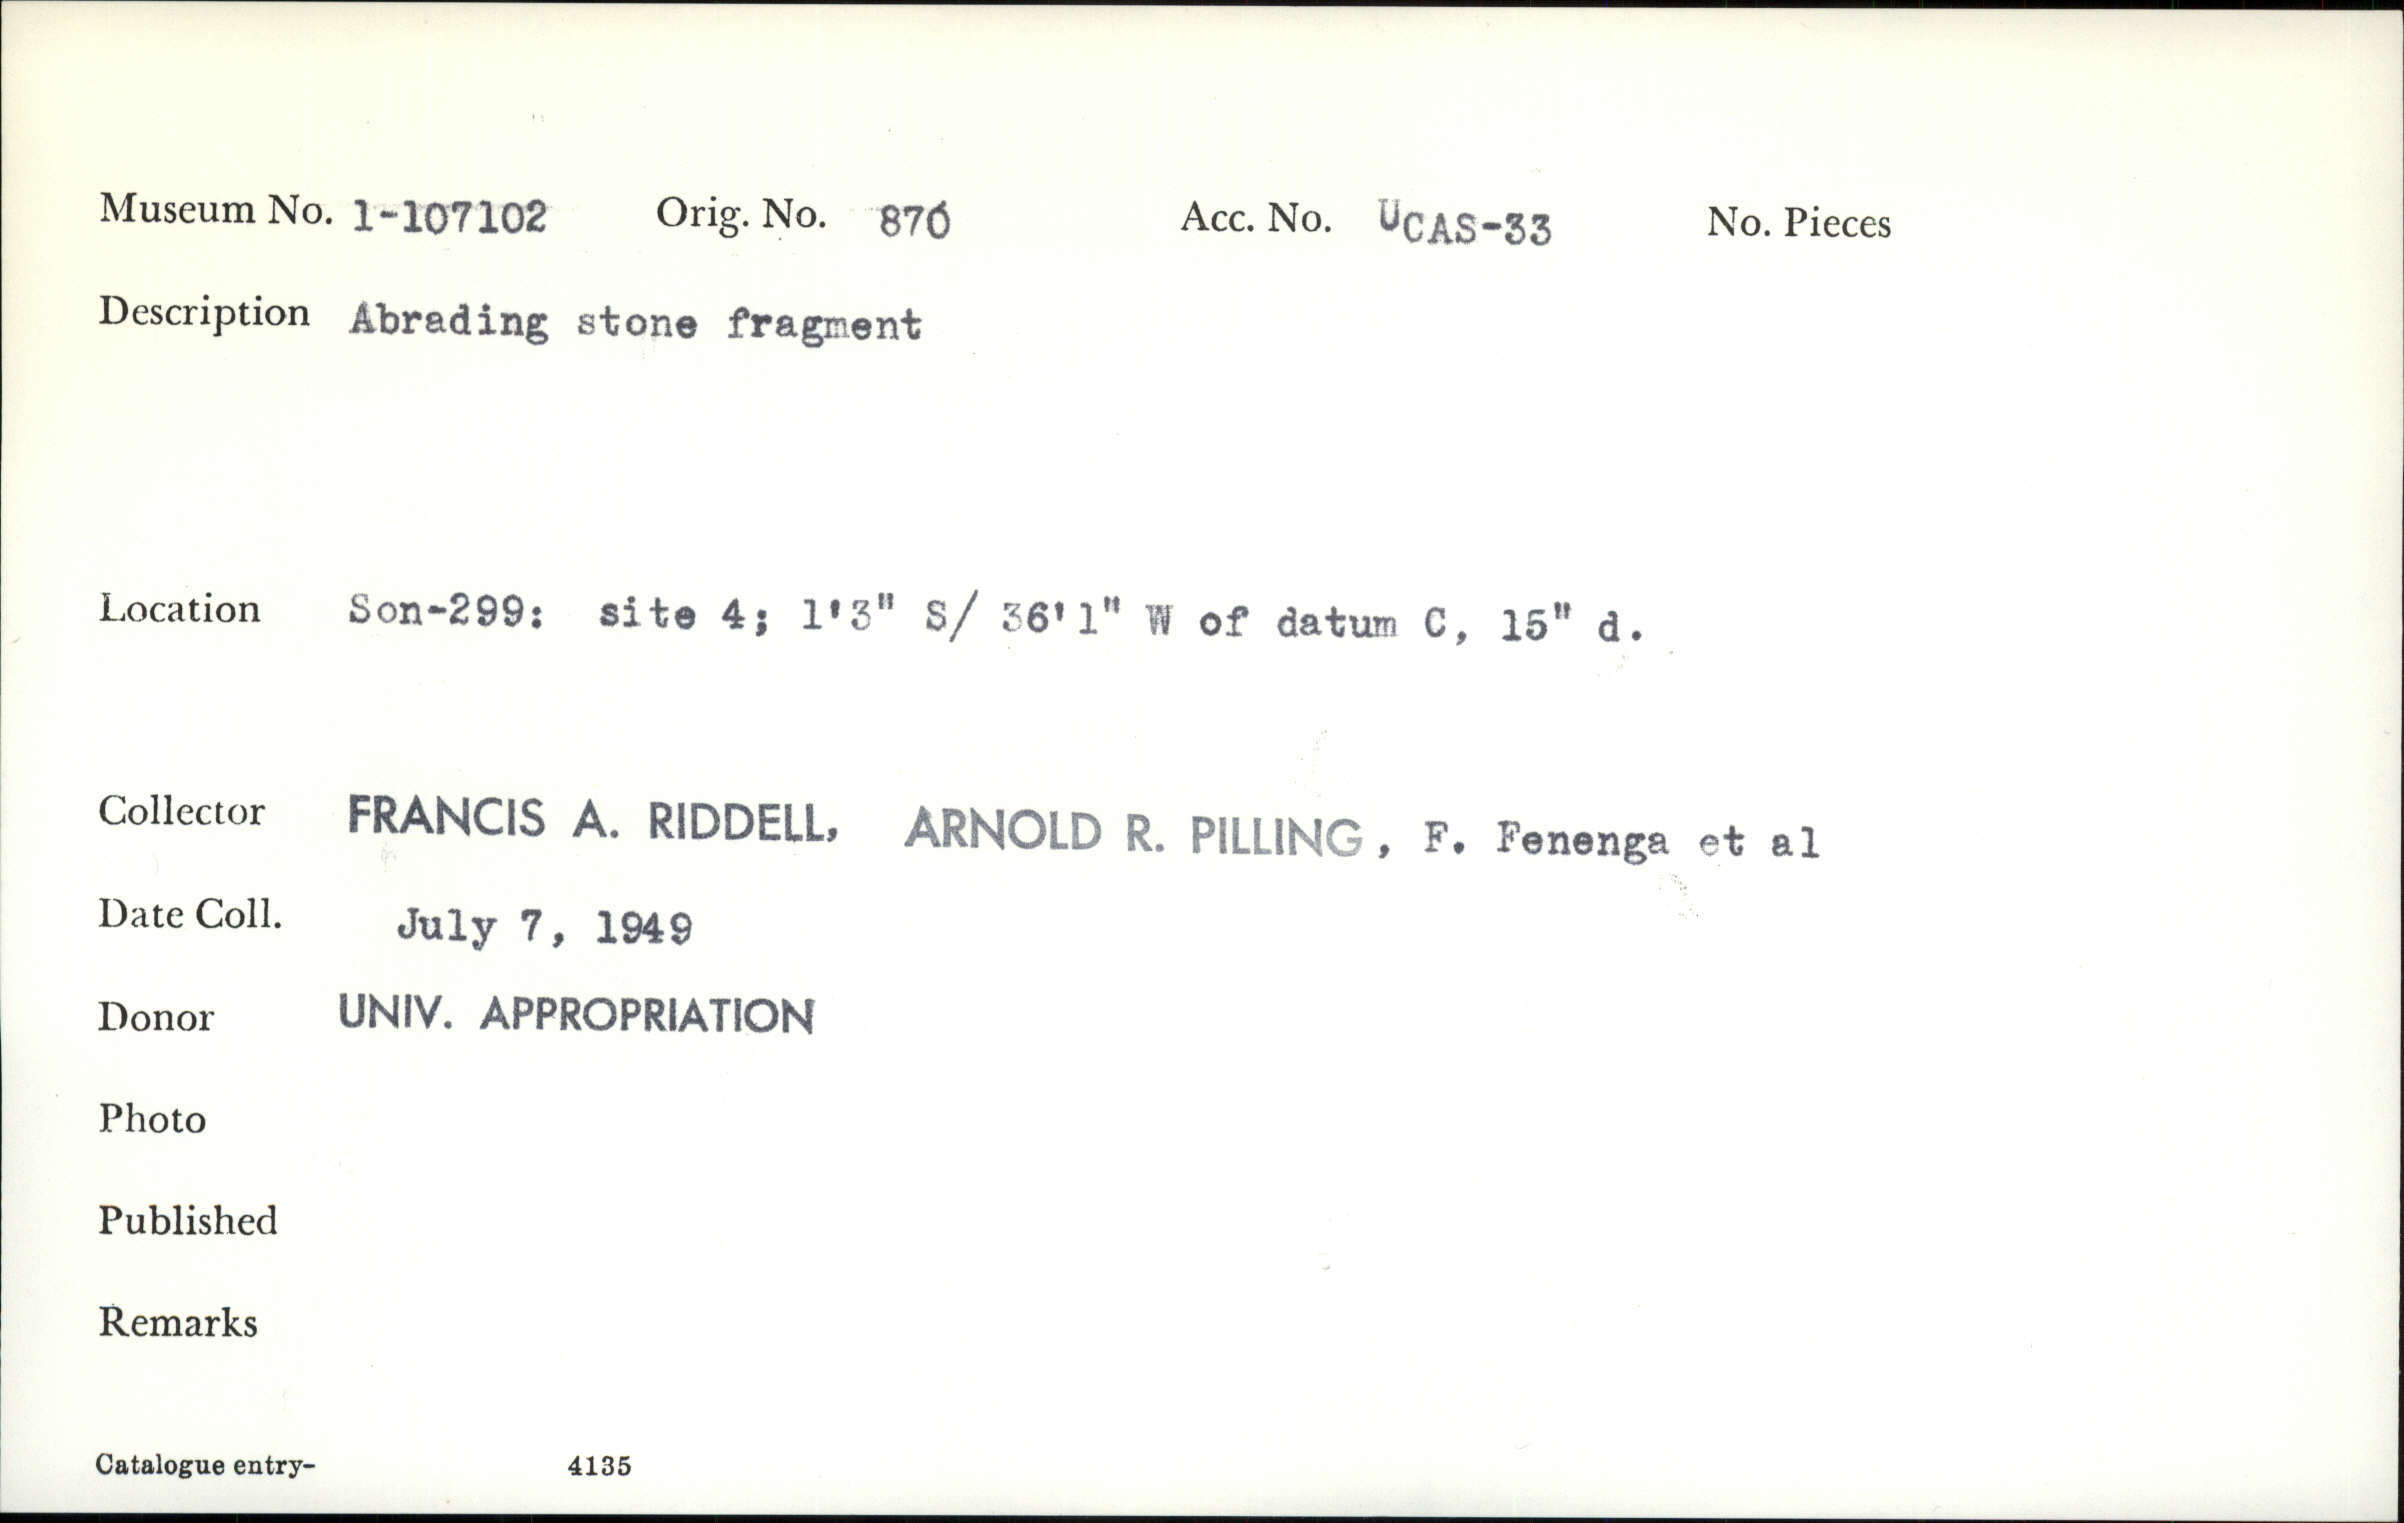 Museum No. 1-107102 Orig. No. 876 Acc. No. UCAS-33 No. Pieces
Description Abrading stone fragment
Location Son-299: site 4; 1'3" S/ 36'1" W of datum C, 15" d.
Collector FRANCIS A. RIDDELL, ARNOLD R. PILLING, F. Fenenga et al
Date Coll. July 7, 1949
Donor UNIV. APPROPRIATION
Photo
Published
Remarks
Catalogue entry- 4135